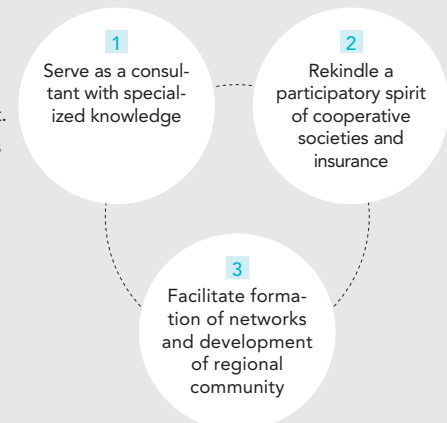 1
Serve as a consul-
tant with special-
ized knowledge
2
Rekindle a
participatory spirit
of cooperative
societies and
insurance
3
Facilitate forma-
tion of networks
and development
of regional
community